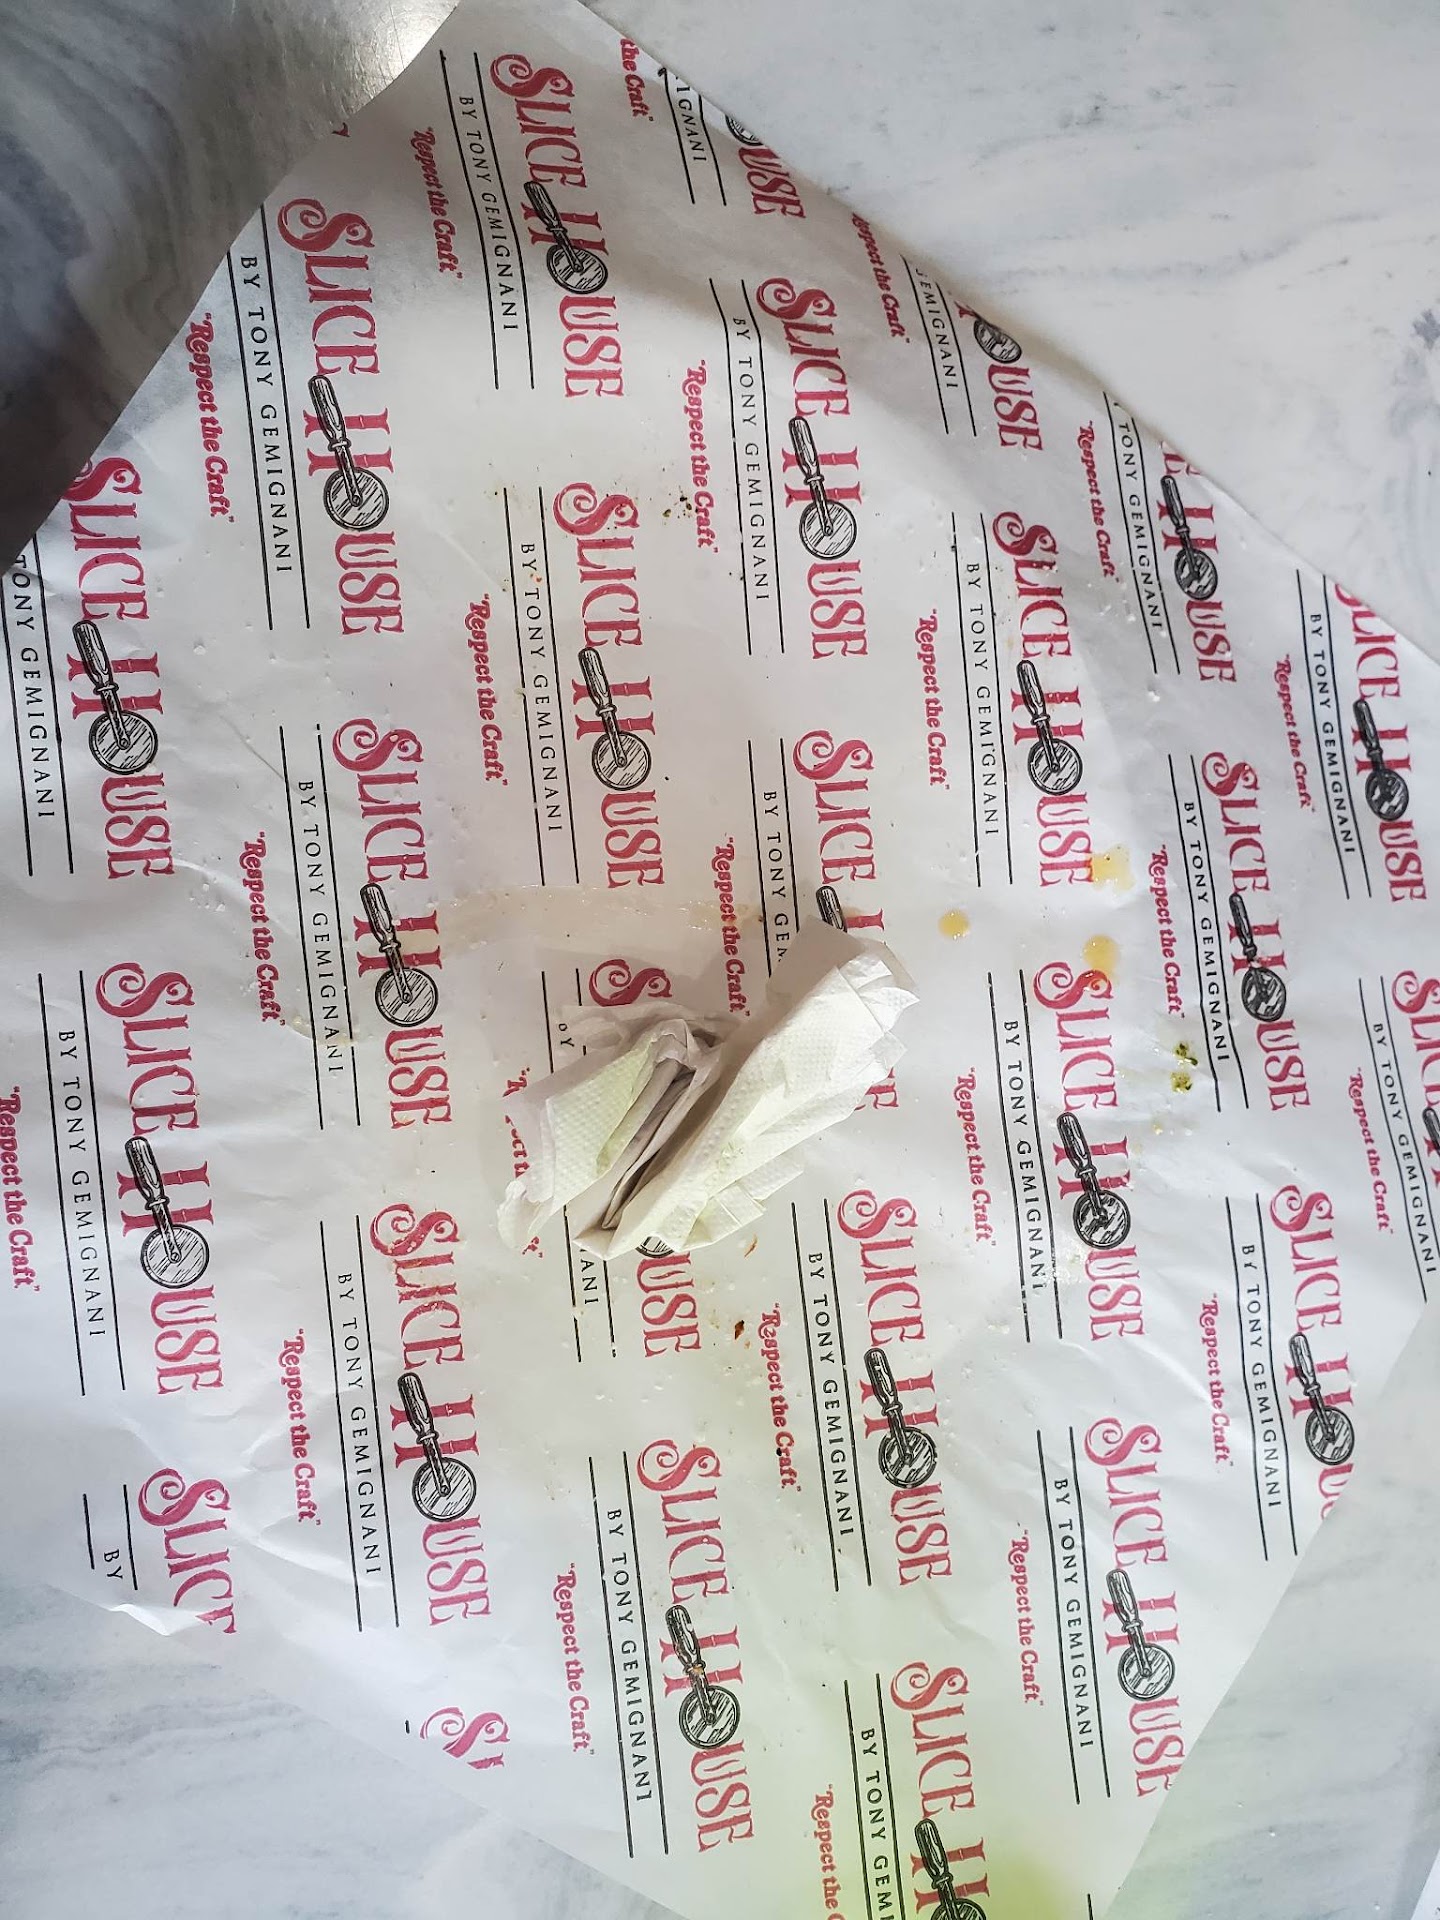 SLICE HOUSE
BY TONY GEMIGNANI
"Respect the Craft."